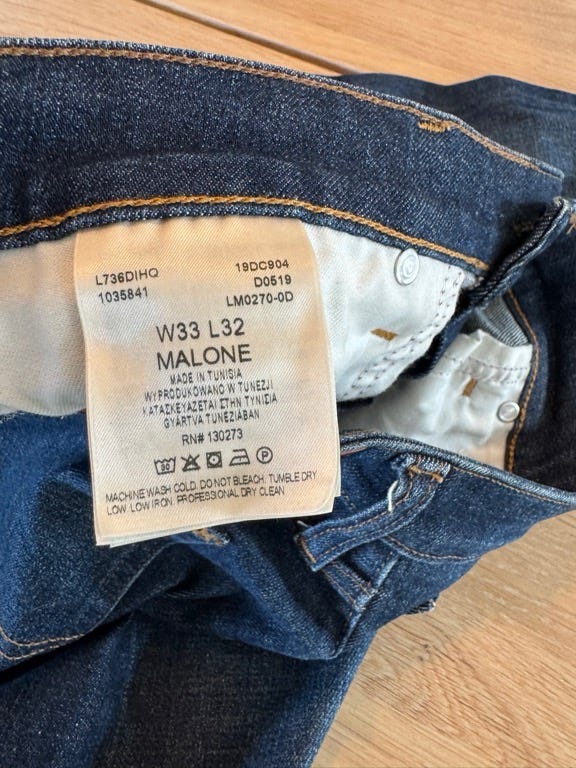 L736DIHQ 19DC904
1035841 D0519
LM0270-0D
W33 L32
MALONE
MADE IN TUNISIA
WYPRODUKOWANO W TUNEZJI
ΚΑΤΑΣΚΕΥΑΖΕΤΑΙ ΣΤΗΝ ΤΥΝΙΣΙΑ
GYÁRTVA TUNÉZIÁBAN
RN# 130273
MACHINE WASH COLD. DO NOT BLEACH. TUMBLE DRY
LOW. LOW IRON. PROFESSIONAL DRY CLEAN